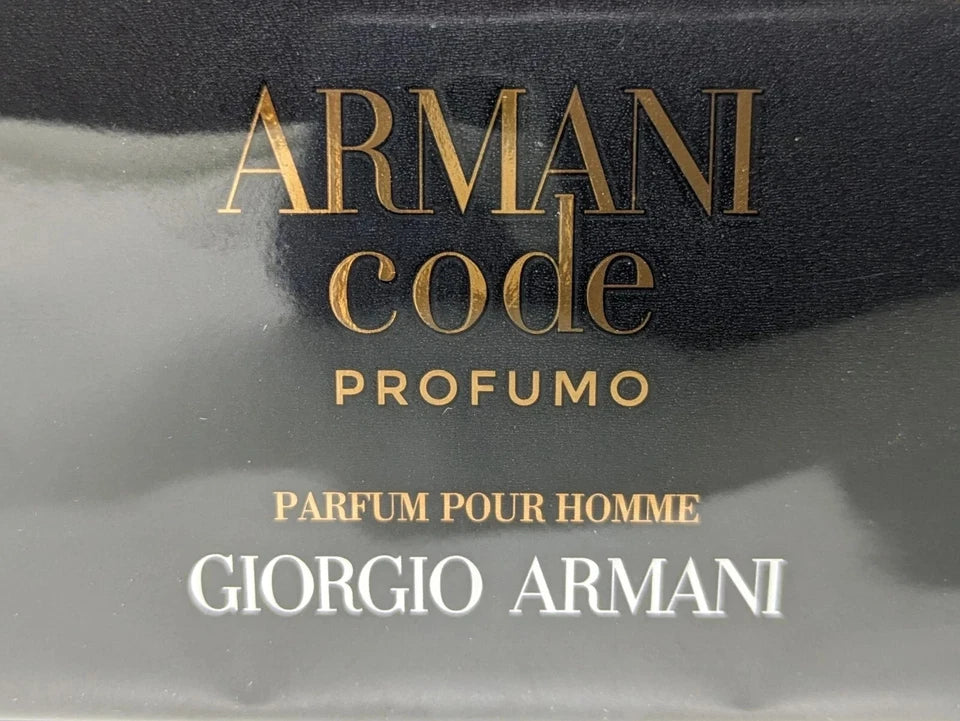 ARMANI
code
PROFUMO
PARFUM POUR HOMME
GIORGIO ARMANI